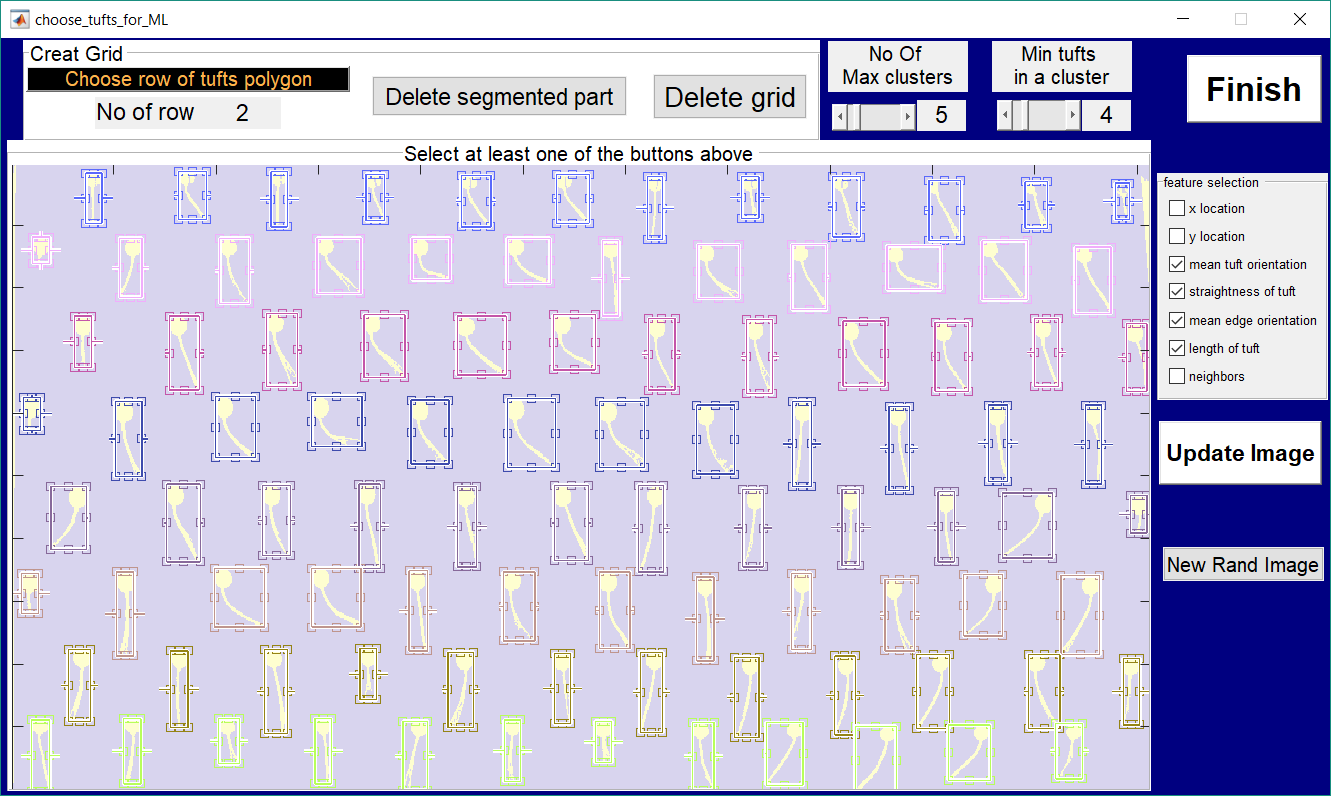 choose_tufts_for_ML
Creat Grid
Choose row of tufts polygon
No of row 2
Delete segmented part
Delete grid
No Of
Max clusters
5
Min tufts
in a cluster
4
Finish
Select at least one of the buttons above
feature selection
x location
y location
mean tuft orientation
straightness of tuft
mean edge orientation
length of tuft
neighbors
Update Image
New Rand Image